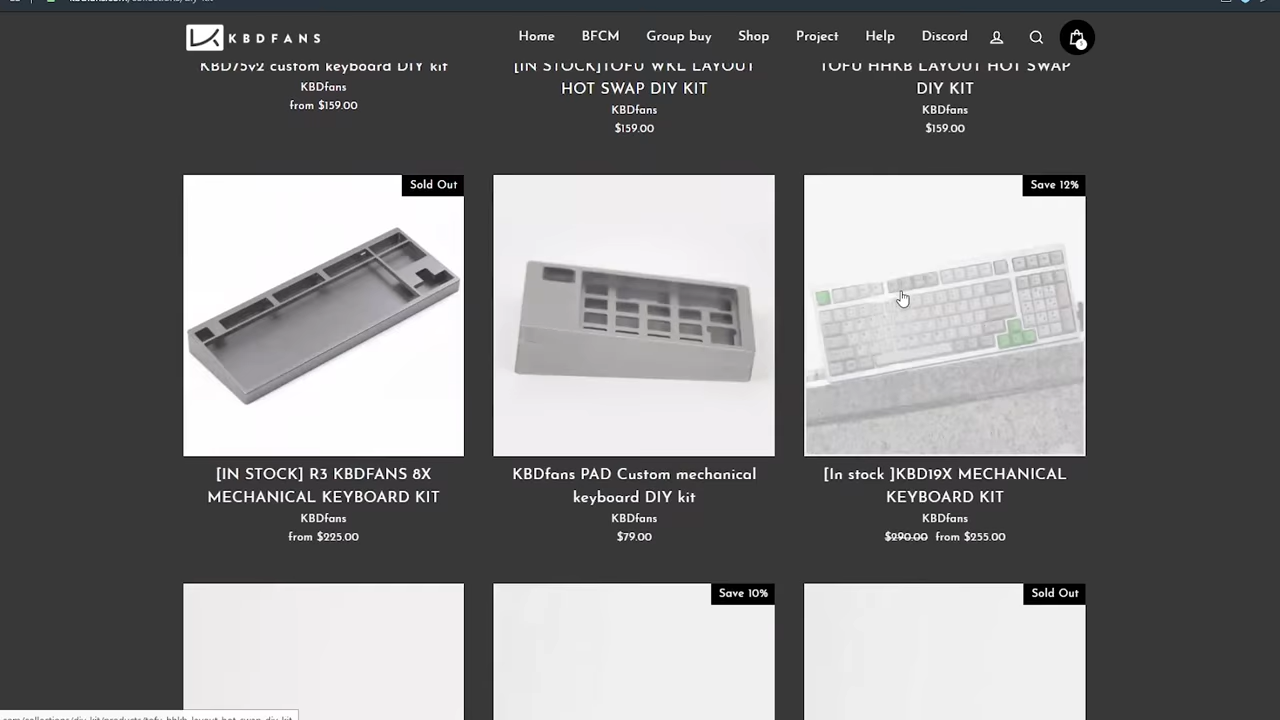 KBDFANS
Home
BFCM
Group buy
Shop
Project
Help
Discord
KBD75v2 custom keyboard DIY kit
KBDfans
from $159.00
[IN STOCK]TOFU WKL LAYOUT
HOT SWAP DIY KIT
KBDfans
$159.00
TOFU HHKB LAYOUT HOT SWAP
DIY KIT
KBDfans
$159.00
Sold Out
[IN STOCK] R3 KBDFANS 8X
MECHANICAL KEYBOARD KIT
KBDfans
from $225.00
KBDfans PAD Custom mechanical
keyboard DIY kit
KBDfans
$79.00
Save 12%
[In stock ]KBD19X MECHANICAL
KEYBOARD KIT
KBDfans
$290.00 from $255.00
Save 10%
Sold Out